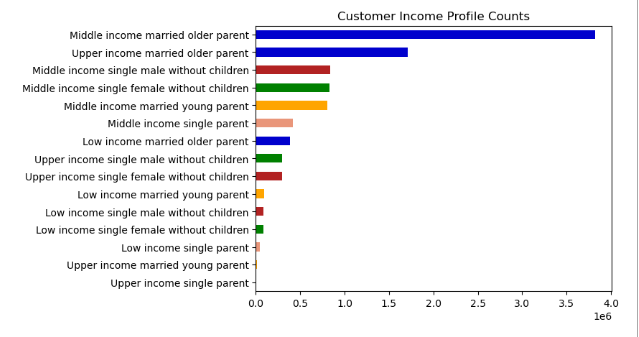 Customer Income Profile Counts
Middle income married older parent
Upper income married older parent
Middle income single male without children
Middle income single female without children
Middle income married young parent
Middle income single parent
Low income married older parent
Upper income single male without children
Upper income single female without children
Low income married young parent
Low income single male without children
Low income single female without children
Low income single parent
Upper income married young parent
Upper income single parent
0.0 0.5 1.0 1.5 2.0 2.5 3.0 3.5 4.0
1e6